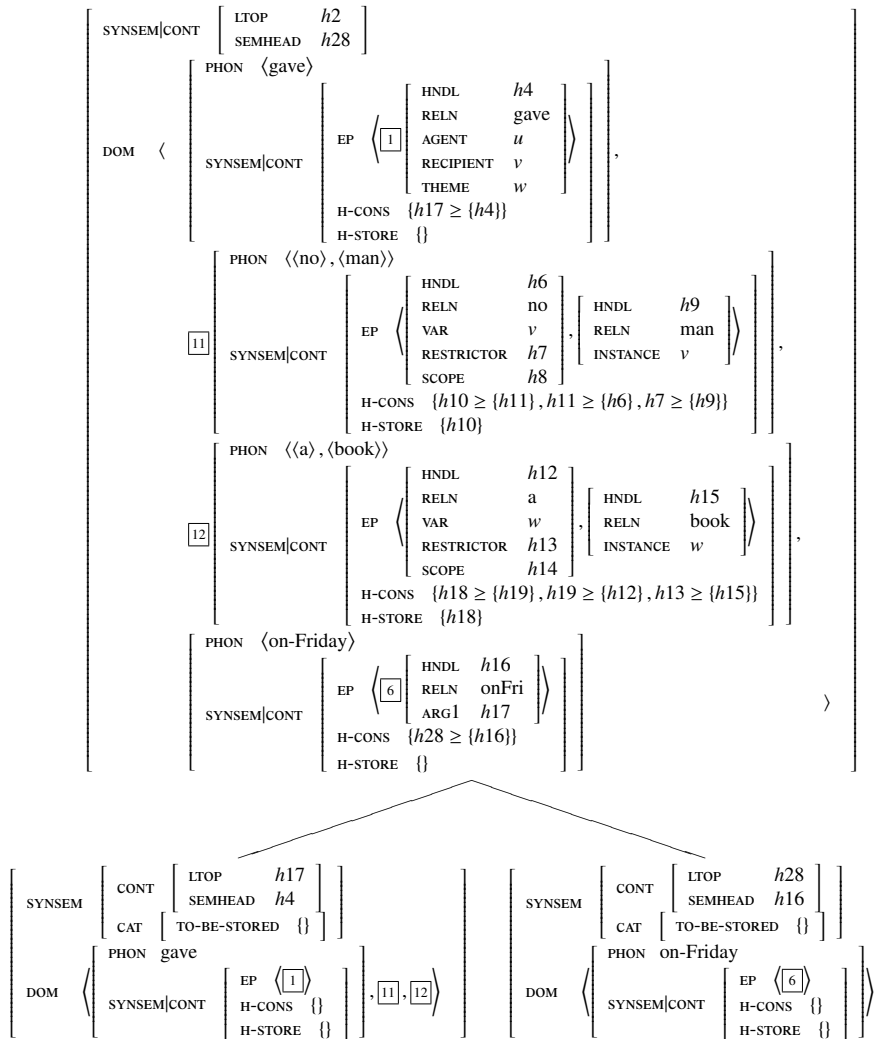 SYNSEM|CONT [ LTOP h2
SEMHEAD h28 ]
DOM 〈 [ PHON 〈gave〉
SYNSEM|CONT [ EP 〈 1 [ HNDL h4
RELN gave
AGENT u
RECIPIENT v
THEME w ] 〉
H-CONS {h17 ≥ {h4}}
H-STORE {} ] ] ,
11 [ PHON 〈〈no〉 , 〈man〉〉
SYNSEM|CONT [ EP 〈 [ HNDL h6
RELN no
VAR v
RESTRICTOR h7
SCOPE h8 ] , [ HNDL h9
RELN man
INSTANCE v ] 〉
H-CONS {h10 ≥ {h11} , h11 ≥ {h6} , h7 ≥ {h9}}
H-STORE {h10} ] ] ,
12 [ PHON 〈〈a〉 , 〈book〉〉
SYNSEM|CONT [ EP 〈 [ HNDL h12
RELN a
VAR w
RESTRICTOR h13
SCOPE h14 ] , [ HNDL h15
RELN book
INSTANCE w ] 〉
H-CONS {h18 ≥ {h19} , h19 ≥ {h12} , h13 ≥ {h15}}
H-STORE {h18} ] ] ,
[ PHON 〈on-Friday〉
SYNSEM|CONT [ EP 〈 6 [ HNDL h16
RELN onFri
ARG1 h17 ] 〉
H-CONS {h28 ≥ {h16}}
H-STORE {} ] ] 〉
SYNSEM [ CONT [ LTOP h17
SEMHEAD h4 ]
CAT [ TO-BE-STORED {} ] ]
DOM 〈 [ PHON gave
SYNSEM|CONT [ EP 〈 1 〉
H-CONS {}
H-STORE {} ] ] , 11 , 12 〉
SYNSEM [ CONT [ LTOP h28
SEMHEAD h16 ]
CAT [ TO-BE-STORED {} ] ]
DOM 〈 [ PHON on-Friday
SYNSEM|CONT [ EP 〈 6 〉
H-CONS {}
H-STORE {} ] ] 〉